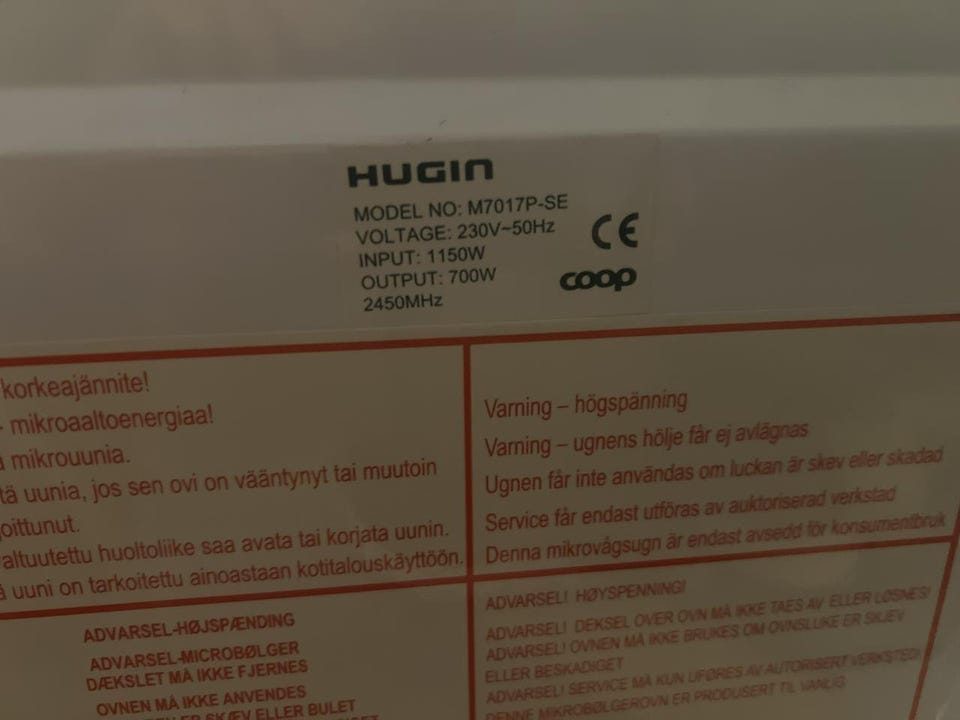 HUGIN
MODEL NO: M7017P-SE
VOLTAGE: 230V~50Hz
INPUT: 1150W
OUTPUT: 700W
2450MHz
CE
coop
korkeajännite!
mikroaaltoenergiaa!
mikrouunia.
tä uunia, jos sen ovi on vääntynyt tai muutoin
oittunut.
altuutettu huoltoliike saa avata tai korjata uunin.
uuni on tarkoitettu ainoastaan kotitalouskäyttöön.
Varning – högspänning
Varning – ugnens hölje får ej avlägnas
Ugnen får inte användas om luckan är skev eller skadad
Service får endast utföras av auktoriserad verkstad
Denna mikrovågsugn är endast avsedd för konsumentbruk
ADVARSEL-HØJSPÆNDING
ADVARSEL-MICROBØLGER
DÆKSLET MÅ IKKE FJERNES
OVNEN MÅ IKKE ANVENDES
ER SKÆV ELLER BULET
ADVARSEL! HØYSPENNING!
ADVARSEL! DEKSEL OVER OVN MÅ IKKE TAES AV ELLER LØSNES!
ADVARSEL! OVNEN MÅ IKKE BRUKES OM OVNSLUKE ER SKJEV
ELLER BESKADIGET
ADVARSEL! SERVICE MÅ KUN UFØRES AV AUTORISERT VERKSTED!
DENNE MIKROBØLGEROVN ER PRODUSERT TIL VANLIG